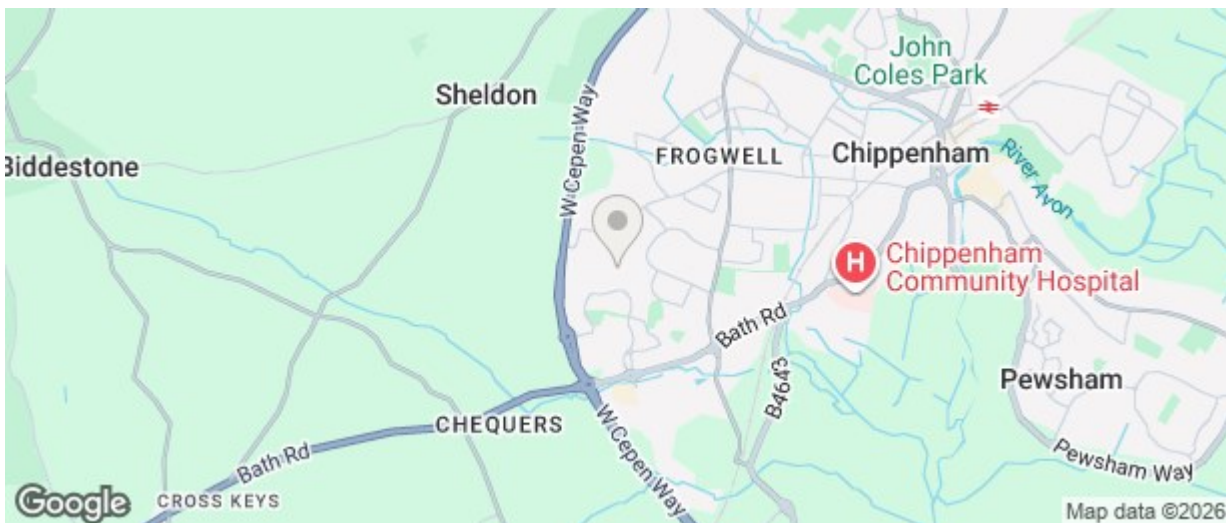 John
Coles Park
Sheldon
W Cepen Way
FROGWELL
Chippenham
Biddestone
River Avon
H
Chippenham
Community Hospital
Bath Rd
B4643
Pewsham
CHEQUERS
W Cepen Way
Bath Rd
Pewsham Way
CROSS KEYS
Google
Map data ©2026